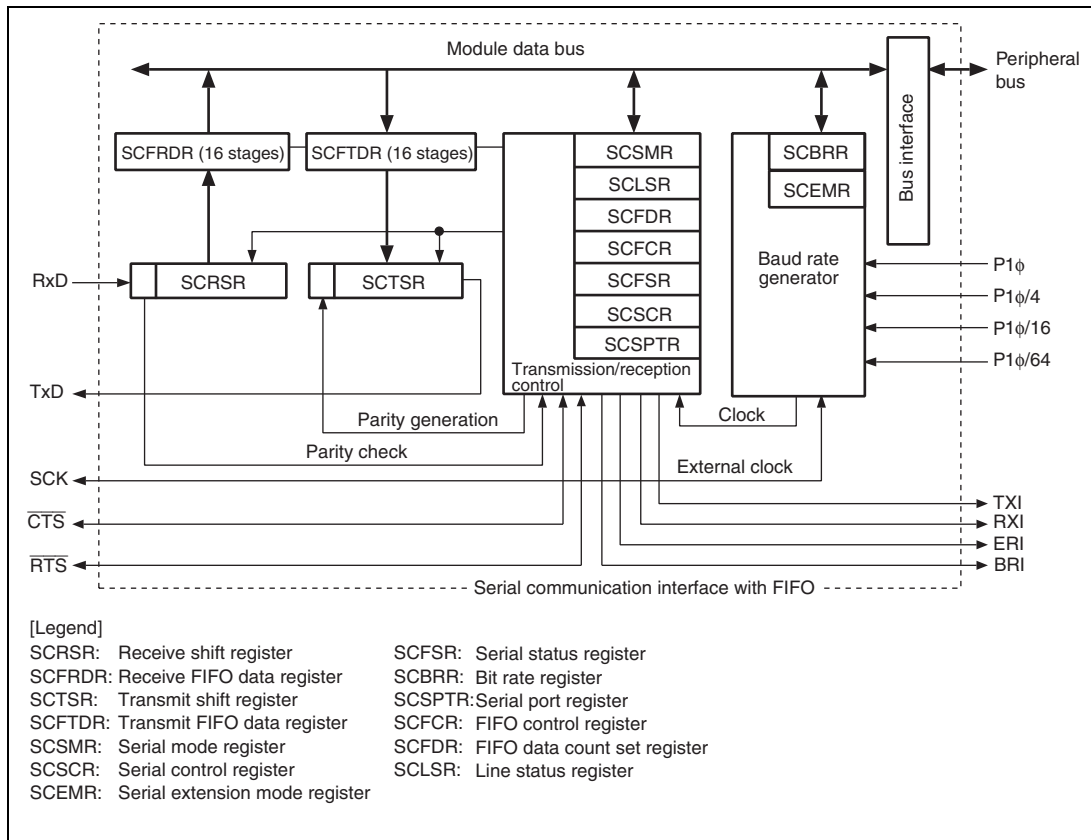 Module data bus
Peripheral
bus
Bus interface
SCFRDR (16 stages)
SCFTDR (16 stages)
SCSMR
SCLSR
SCFDR
SCFCR
SCFSR
SCSCR
SCSPTR
Transmission/reception
control
SCBRR
SCEMR
Baud rate
generator
RxD
SCRSR
SCTSR
P1ϕ
P1ϕ/4
P1ϕ/16
P1ϕ/64
TxD
Parity generation
Clock
Parity check
SCK
External clock
CTS
RTS
TXI
RXI
ERI
BRI
Serial communication interface with FIFO
[Legend]
SCRSR: Receive shift register
SCFRDR: Receive FIFO data register
SCTSR: Transmit shift register
SCFTDR: Transmit FIFO data register
SCSMR: Serial mode register
SCSCR: Serial control register
SCEMR: Serial extension mode register
SCFSR: Serial status register
SCBRR: Bit rate register
SCSPTR: Serial port register
SCFCR: FIFO control register
SCFDR: FIFO data count set register
SCLSR: Line status register